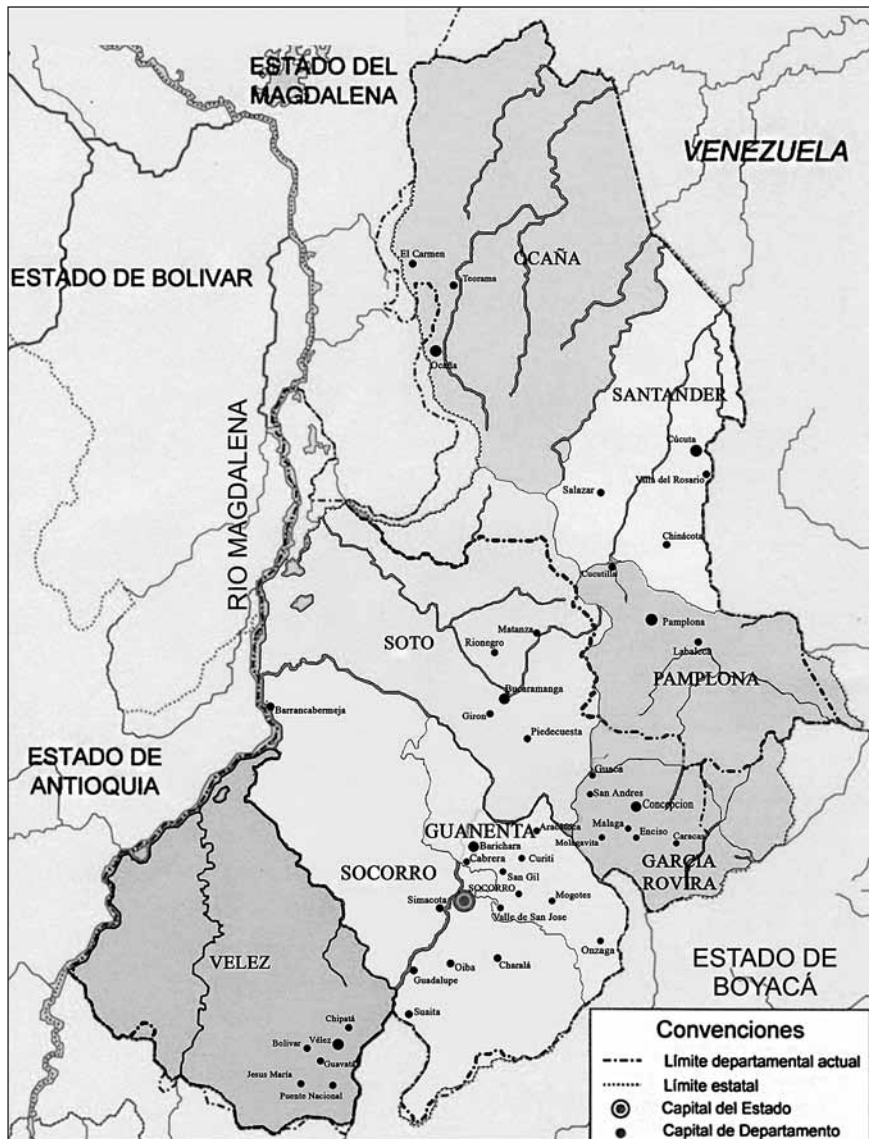 ESTADO DEL
MAGDALENA
VENEZUELA
ESTADO DE BOLIVAR
El Carmen
Teorama
OCAÑA
Ocaña
SANTANDER
RIO MAGDALENA
Cúcuta
Villa del Rosario
Salazar
Chinácota
Cucutilla
Pamplona
Labateca
PAMPLONA
SOTO
Matanza
Rionegro
Bucaramanga
Giron
Piedecuesta
Barrancabermeja
ESTADO DE
ANTIOQUIA
Guaca
San Andres
Concepcion
Malaga
Enciso
Molagavita
Caracas
GARCIA
ROVIRA
GUANENTA
Barichara
Cabrera
Curiti
San Gil
SOCORRO
SOCORRO
Simacota
Mogotes
Valle de San Jose
Onzaga
Charalá
Oiba
Guadalupe
Suaita
VELEZ
Chipatá
Vélez
Bolivar
Guavatá
Jesus María
Puente Nacional
ESTADO DE
BOYACÁ
Convenciones
Límite departamental actual
Límite estatal
Capital del Estado
Capital de Departamento